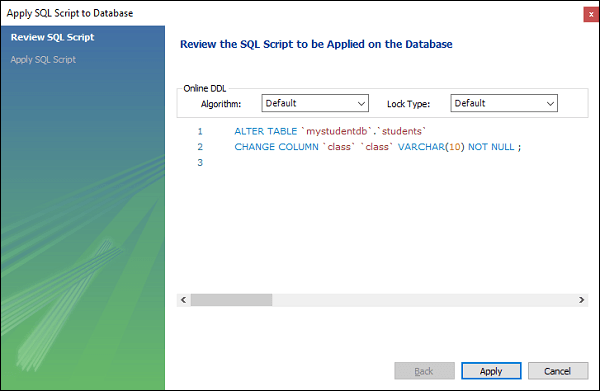 Apply SQL Script to Database
x
Review SQL Script
Apply SQL Script
Review the SQL Script to be Applied on the Database
Online DDL
Algorithm: Default Lock Type: Default
1 ALTER TABLE `mystudentdb`.`students`
2 CHANGE COLUMN `class` `class` VARCHAR(10) NOT NULL ;
3
Back Apply Cancel